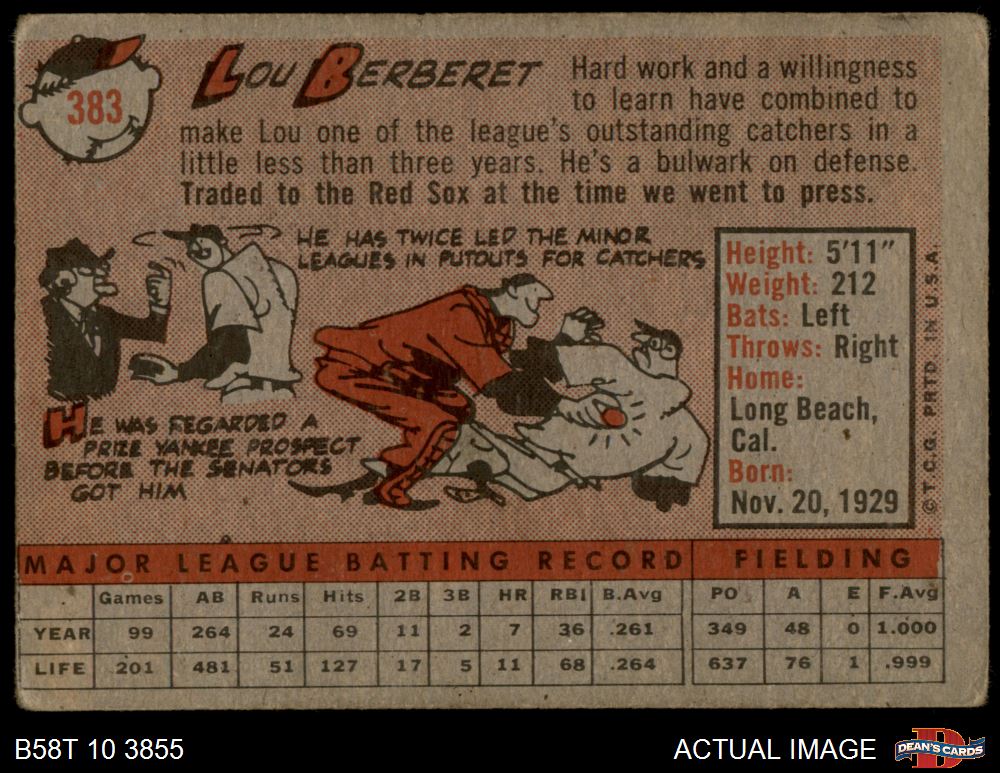 383
LOU BERBERET
Hard work and a willingness
to learn have combined to
make Lou one of the league's outstanding catchers in a
little less than three years. He's a bulwark on defense.
Traded to the Red Sox at the time we went to press.
HE HAS TWICE LED THE MINOR
LEAGUES IN PUTOUTS FOR CATCHERS
HE WAS REGARDED A
PRIZE YANKEE PROSPECT
BEFORE THE SENATORS
GOT HIM
Height: 5'11"
Weight: 212
Bats: Left
Throws: Right
Home:
Long Beach,
Cal.
Born:
Nov. 20, 1929
© T.C.G. PRTD. IN U.S.A.
MAJOR LEAGUE BATTING RECORD FIELDING
Games AB Runs Hits 2B 3B HR RBI B.Avg PO A E F.Avg
YEAR 99 264 24 69 11 2 7 36 .261 349 48 0 1.000
LIFE 201 481 51 127 17 5 11 68 .264 637 76 1 .999
B58T 10 3855
ACTUAL IMAGE
DEAN'S CARDS